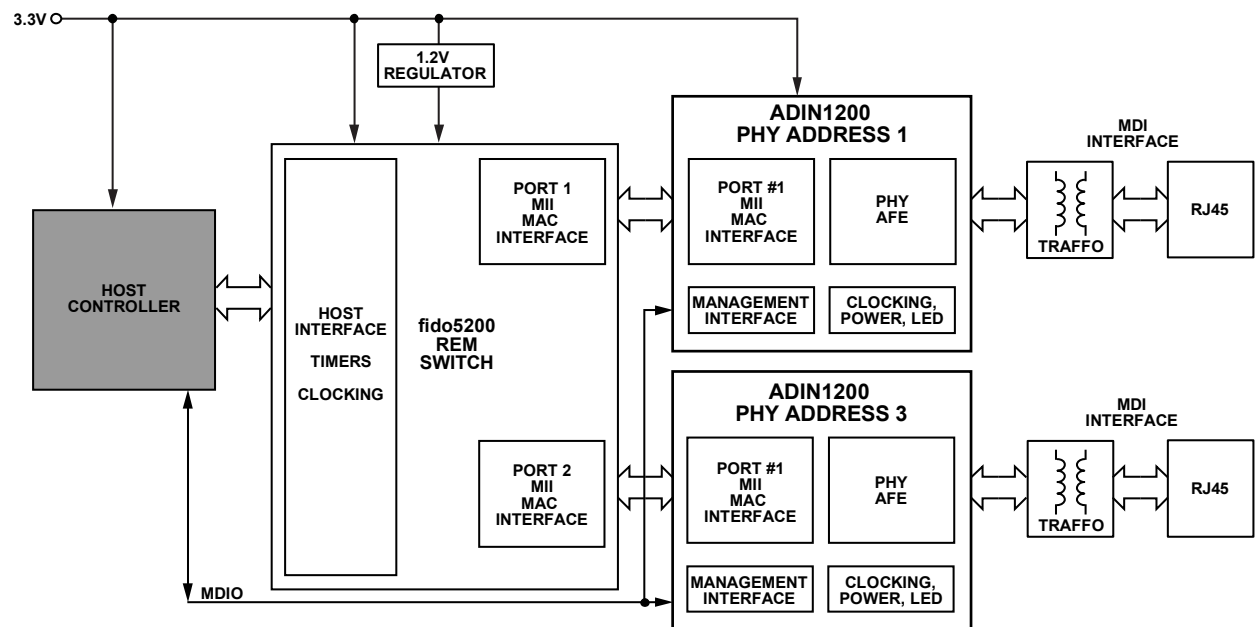 3.3V
1.2V
REGULATOR
HOST
CONTROLLER
HOST
INTERFACE
TIMERS
CLOCKING
fido5200
REM
SWITCH
PORT 1
MII
MAC
INTERFACE
PORT 2
MII
MAC
INTERFACE
MDIO
ADIN1200
PHY ADDRESS 1
PORT #1
MII
MAC
INTERFACE
PHY
AFE
MANAGEMENT
INTERFACE
CLOCKING,
POWER, LED
MDI
INTERFACE
TRAFFO
RJ45
ADIN1200
PHY ADDRESS 3
PORT #1
MII
MAC
INTERFACE
PHY
AFE
MANAGEMENT
INTERFACE
CLOCKING,
POWER, LED
MDI
INTERFACE
TRAFFO
RJ45